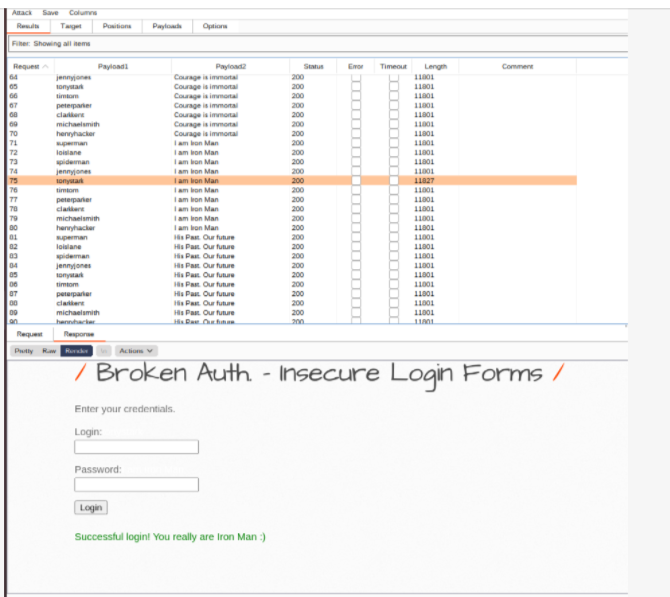 Attack Save Columns
Results Target Positions Payloads Options
Filter: Showing all items
Request Payload1 Payload2 Status Error Timeout Length Comment
64 jennyjones Courage is immortal 200 11801
65 tonystark Courage is immortal 200 11801
66 timtom Courage is immortal 200 11801
67 peterparker Courage is immortal 200 11801
68 clarkkent Courage is immortal 200 11801
69 michaelsmith Courage is immortal 200 11801
70 henryhacker Courage is immortal 200 11801
71 superman I am Iron Man 200 11801
72 loislane I am Iron Man 200 11801
73 spiderman I am Iron Man 200 11801
74 jennyjones I am Iron Man 200 11801
75 tonystark I am Iron Man 200 11827
76 timtom I am Iron Man 200 11801
77 peterparker I am Iron Man 200 11801
78 clarkkent I am Iron Man 200 11801
79 michaelsmith I am Iron Man 200 11801
80 henryhacker I am Iron Man 200 11801
81 superman His Past. Our future 200 11801
82 loislane His Past. Our future 200 11801
83 spiderman His Past. Our future 200 11801
84 jennyjones His Past. Our future 200 11801
85 tonystark His Past. Our future 200 11801
86 timtom His Past. Our future 200 11801
87 peterparker His Past. Our future 200 11801
88 clarkkent His Past. Our future 200 11801
89 michaelsmith His Past. Our future 200 11801
90 henryhacker His Past. Our future 200 11801
Request Response
Pretty Raw Render \n Actions
/ Broken Auth. - Insecure Login Forms /
Enter your credentials.
Login:
Password:
Login
Successful login! You really are Iron Man :)